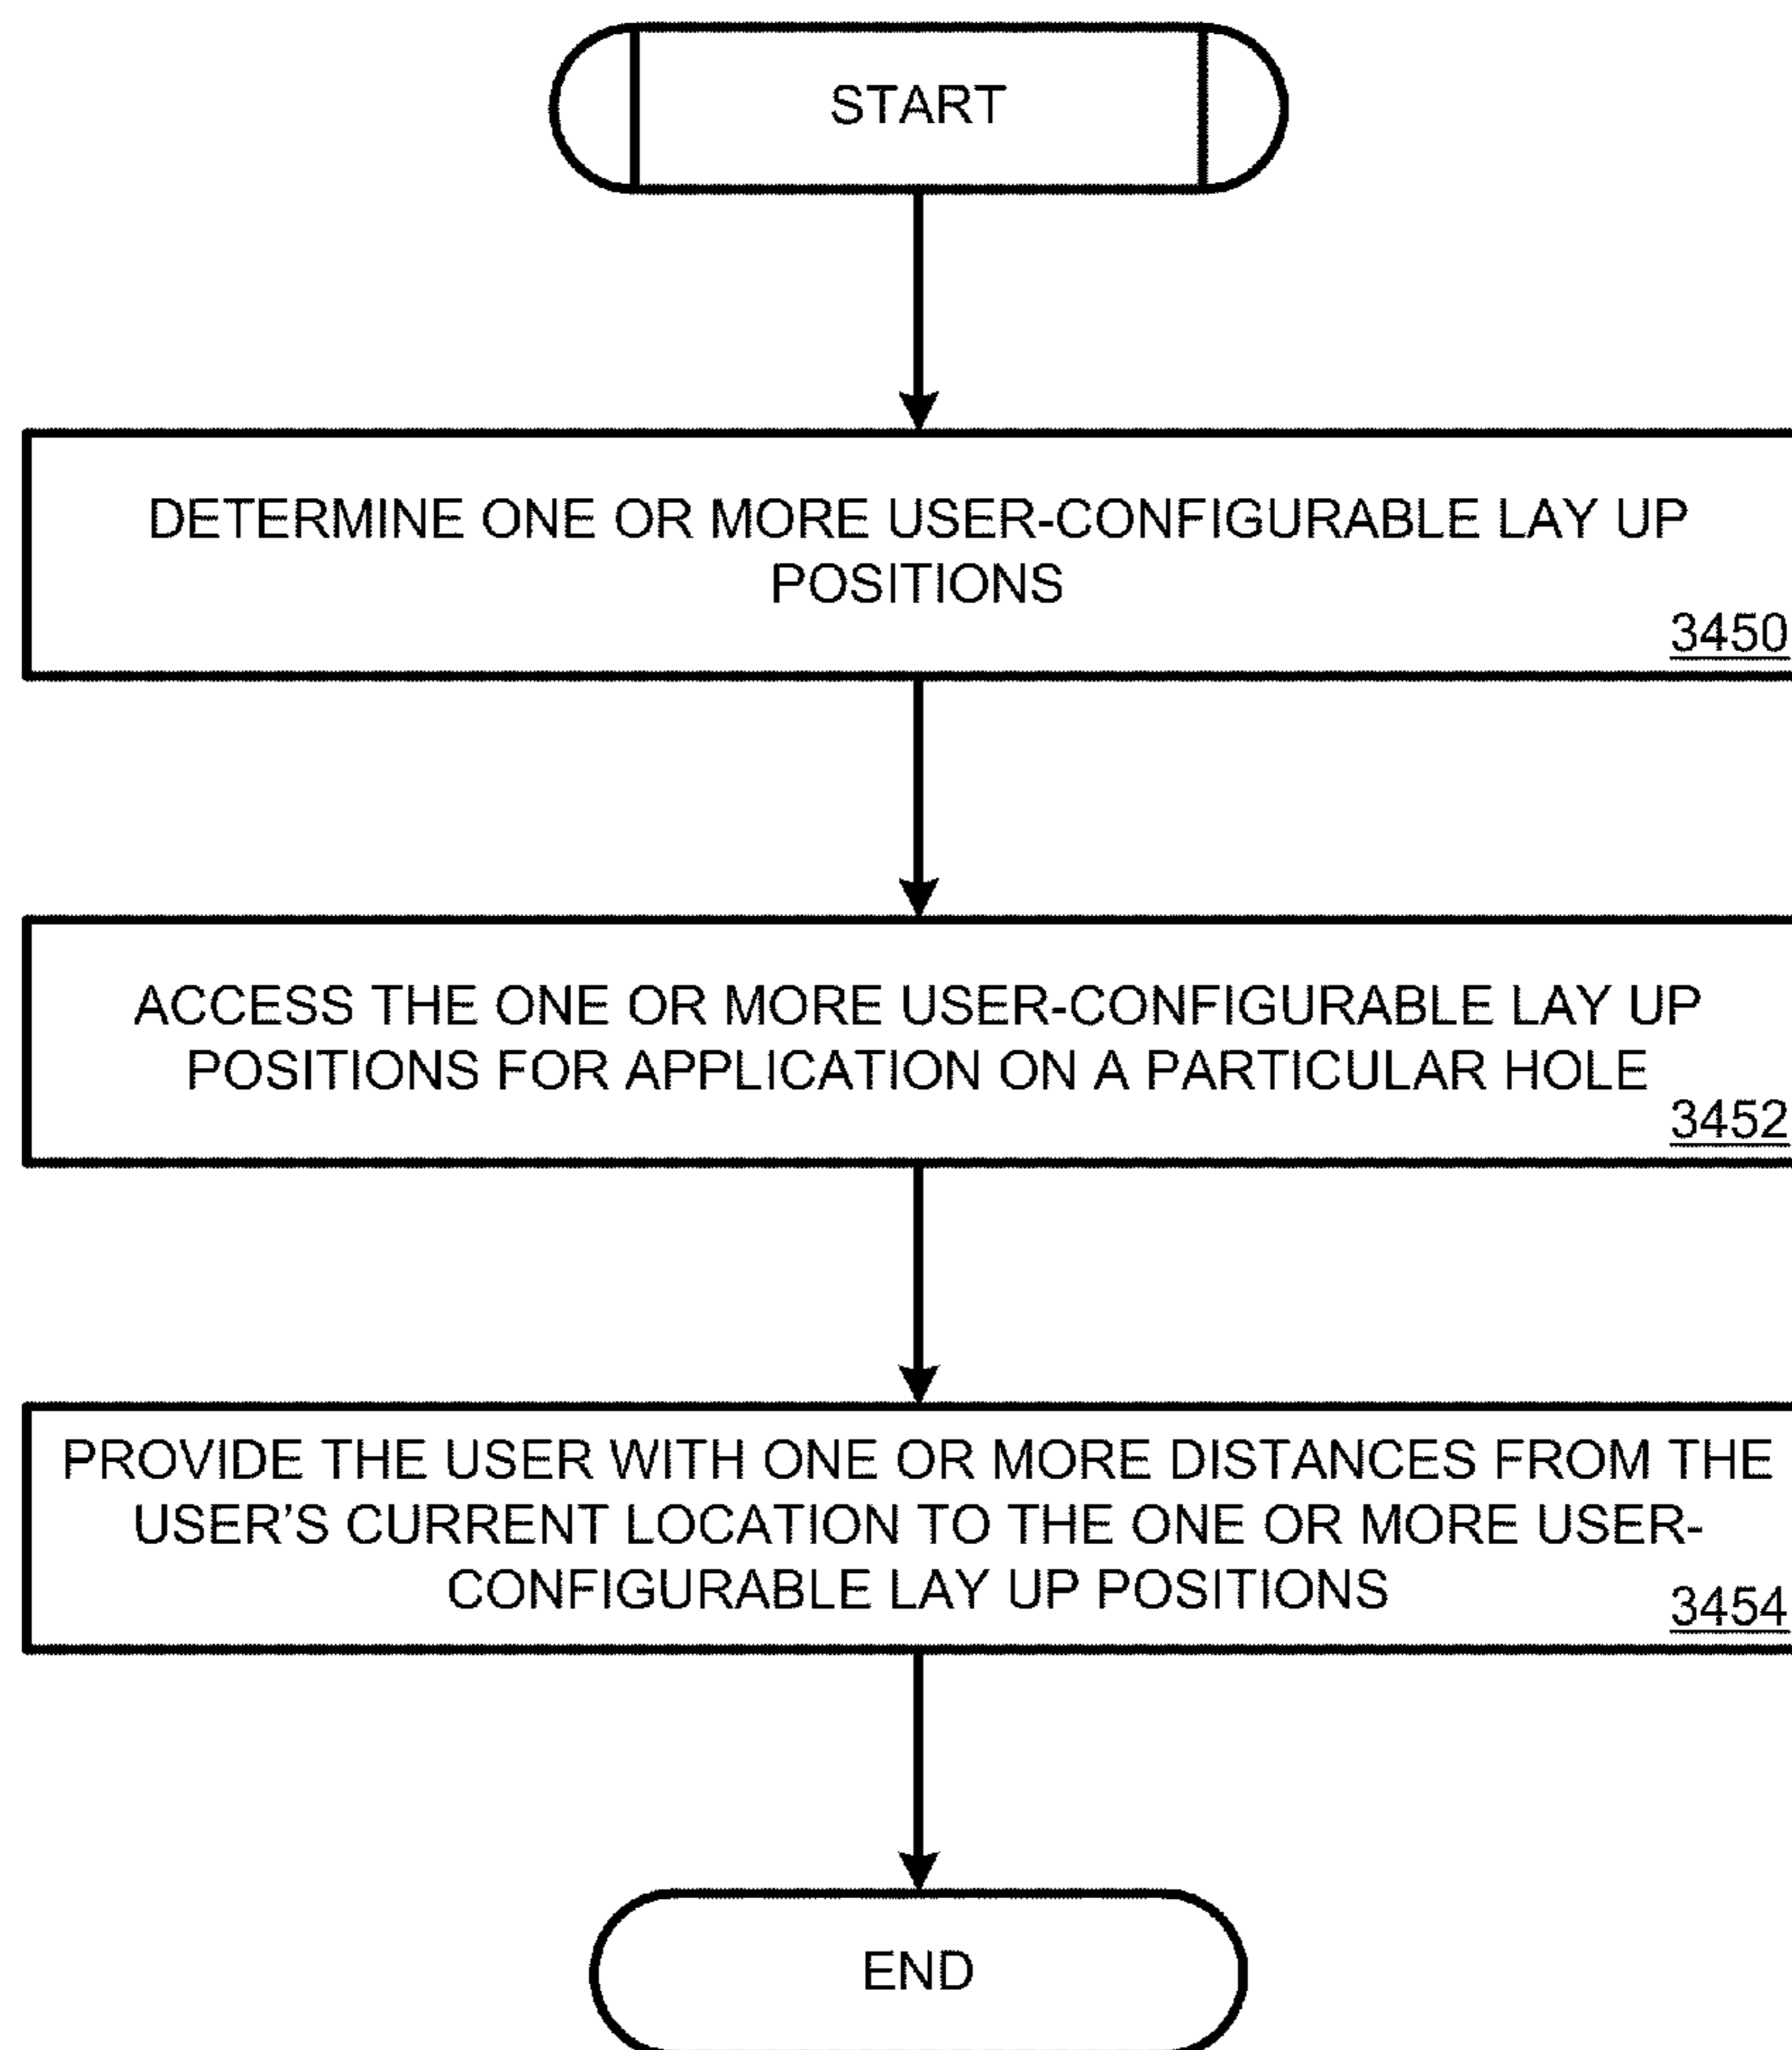 START
DETERMINE ONE OR MORE USER-CONFIGURABLE LAY UP
POSITIONS
3450
ACCESS THE ONE OR MORE USER-CONFIGURABLE LAY UP
POSITIONS FOR APPLICATION ON A PARTICULAR HOLE
3452
PROVIDE THE USER WITH ONE OR MORE DISTANCES FROM THE
USER'S CURRENT LOCATION TO THE ONE OR MORE USER-
CONFIGURABLE LAY UP POSITIONS
3454
END